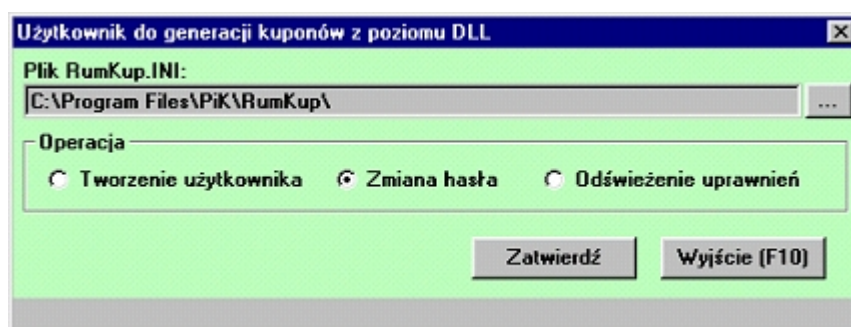 Użytkownik do generacji kuponów z poziomu DLL
Plik RumKup.INI:
C:\Program Files\PiK\RumKup\ ...
Operacja
Tworzenie użytkownika Zmiana hasła Odświeżenie uprawnień
Zatwierdź Wyjście (F10)